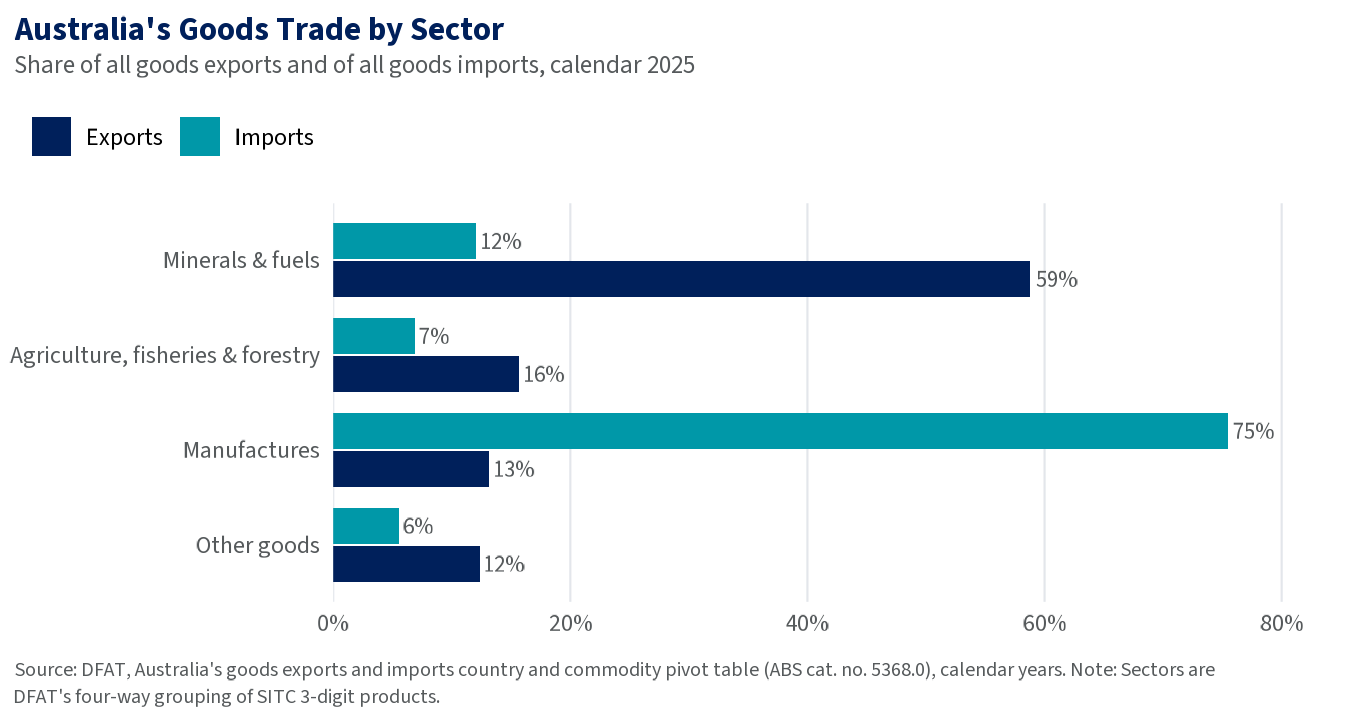 Australia's Goods Trade by Sector
Share of all goods exports and of all goods imports, calendar 2025
Exports Imports
12%
Minerals & fuels
59%
7%
Agriculture, fisheries & forestry
16%
75%
Manufactures
13%
6%
Other goods
12%
0% 20% 40% 60% 80%
Source: DFAT, Australia's goods exports and imports country and commodity pivot table (ABS cat. no. 5368.0), calendar years. Note: Sectors are
DFAT's four-way grouping of SITC 3-digit products.